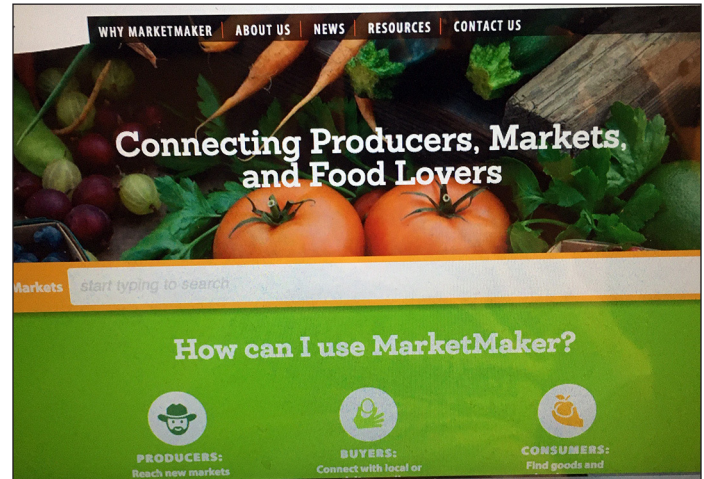 WHY MARKETMAKER
ABOUT US
NEWS
RESOURCES
CONTACT US
Connecting Producers, Markets,
and Food Lovers
Markets
start typing to search
How can I use MarketMaker?
PRODUCERS:
Reach new markets
BUYERS:
Connect with local or
CONSUMERS:
Find goods and